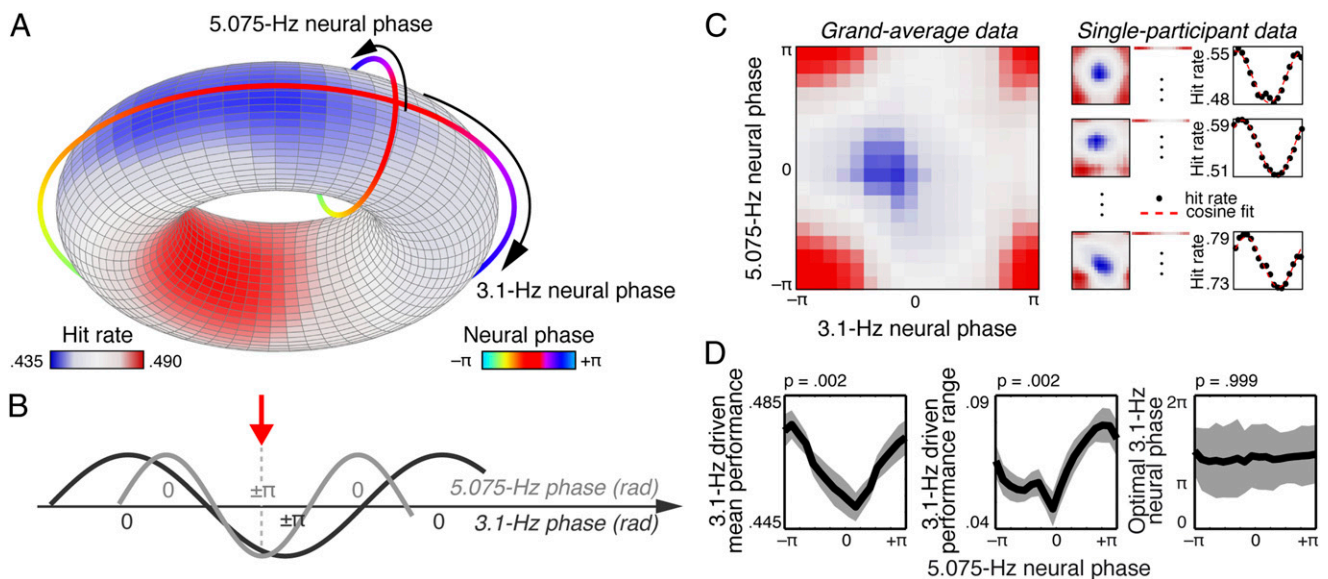 A
5.075-Hz neural phase
3.1-Hz neural phase
Hit rate
.435
.490
Neural phase
−π
+π
B
0
±π
0
5.075-Hz phase (rad)
0
±π
0
3.1-Hz phase (rad)
C
Grand-average data
5.075-Hz neural phase
π
0
−π
−π
0
π
3.1-Hz neural phase
Single-participant data
Hit rate
.55
.48
Hit rate
.59
.51
hit rate
cosine fit
Hit rate
.79
.73
D
p = .002
3.1-Hz driven
mean performance
.485
.445
−π
0
+π
p = .002
3.1-Hz driven
performance range
.09
.04
−π
0
+π
p = .999
Optimal 3.1-Hz
neural phase
2π
π
0
−π
0
+π
5.075-Hz neural phase